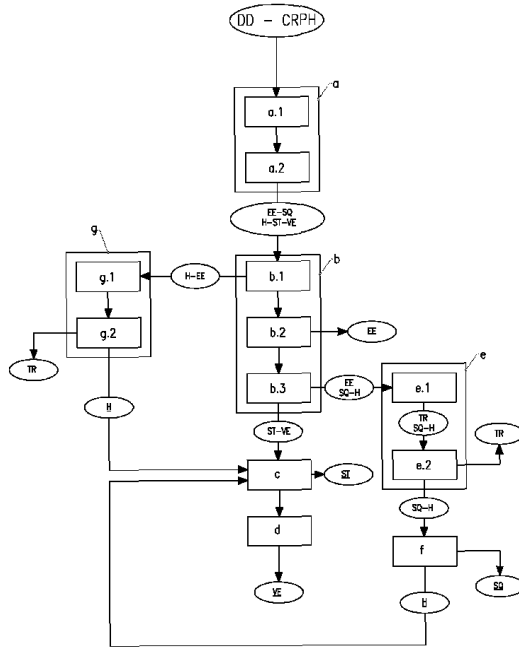 DD - CRPH
a
a.1
a.2
EE-SQ
H-ST-VE
g
b
g.1
H-EE
b.1
g.2
b.2
EE
TR
b.3
EE
SQ-H
e
e.1
H
ST-VE
TR
SQ-H
TR
c
ST
e.2
d
SQ-H
f
VE
SQ
H